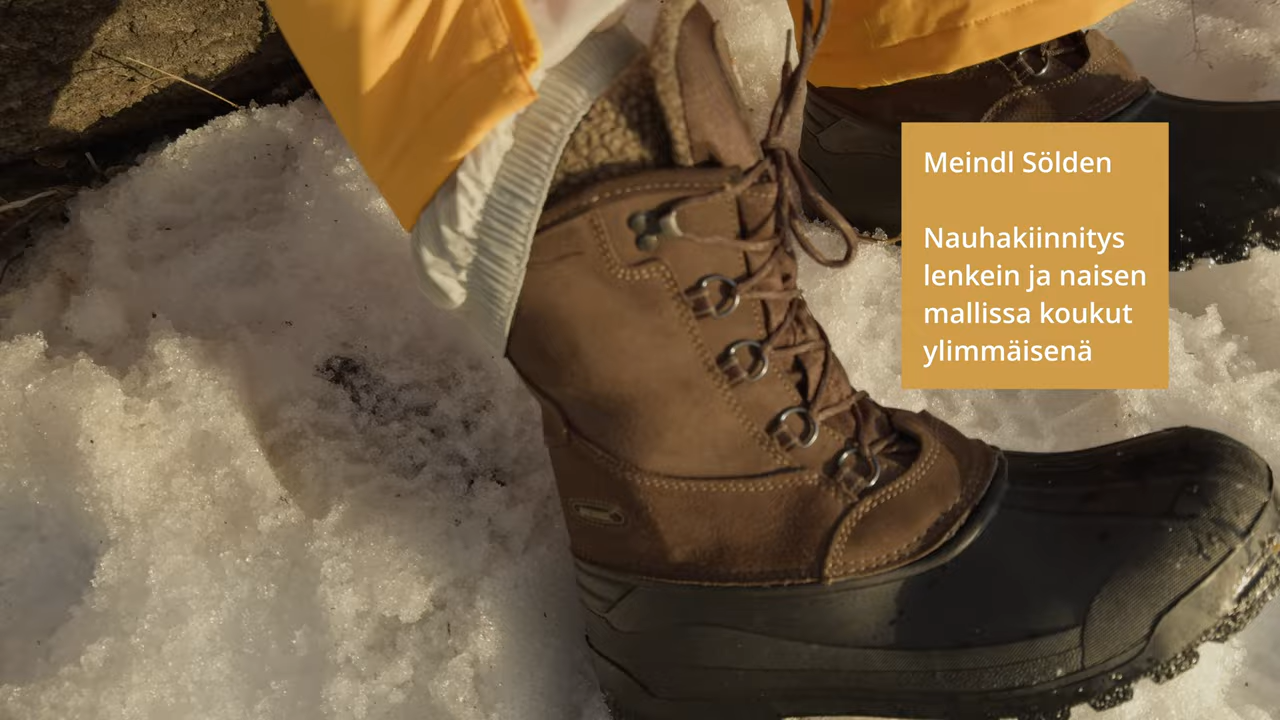 Meindl Sölden
Nauhakiinnitys
lenkein ja naisen
mallissa koukut
ylimmäisenä